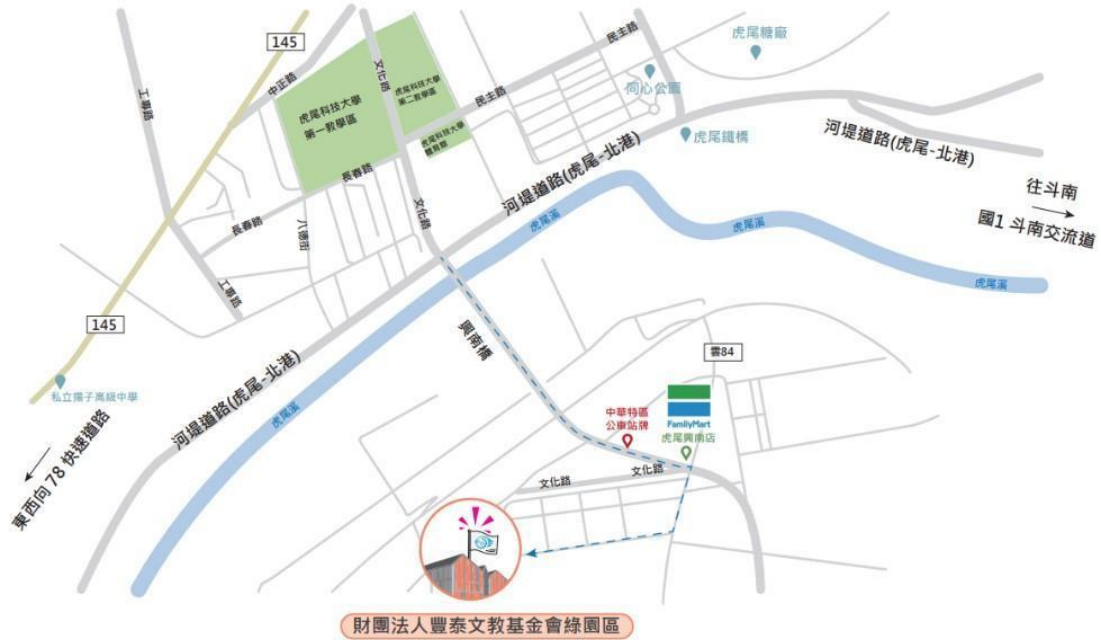 145
中正路
工專路
虎尾科技大學
第一教學區
文化路
虎尾科技大學
第二教學區
民主路
民主路
虎尾科技大學
體育館
同心公園
虎尾糖廠
虎尾鐵橋
河堤道路(虎尾-北港)
往斗南
國1 斗南交流道
長春路
長春路
八德街
文化路
河堤道路(虎尾-北港)
虎尾溪
虎尾溪
虎尾溪
工專路
145
私立揚子高級中學
東西向 78 快速道路
河堤道路(虎尾-北港)
虎尾溪
興南橋
雲84
中華特區
公車站牌
FamilyMart
虎尾興南店
文化路
文化路
財團法人豐泰文教基金會綠園區